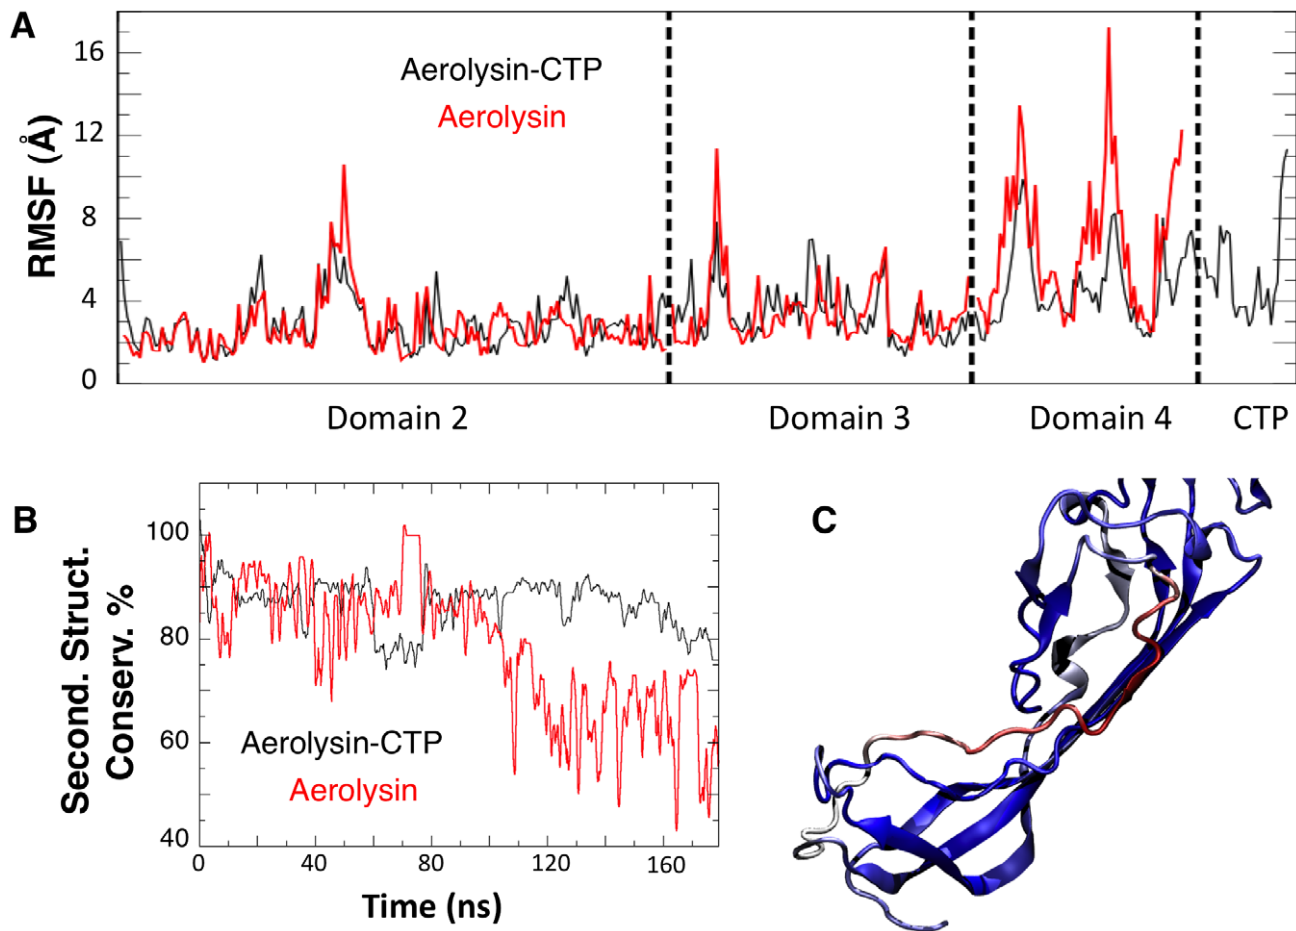 A
RMSF (Å)
16
12
8
4
0
Aerolysin-CTP
Aerolysin
Domain 2
Domain 3
Domain 4
CTP
B
Second. Struct.
Conserv. %
100
80
60
40
Aerolysin-CTP
Aerolysin
0
40
80
120
160
Time (ns)
C